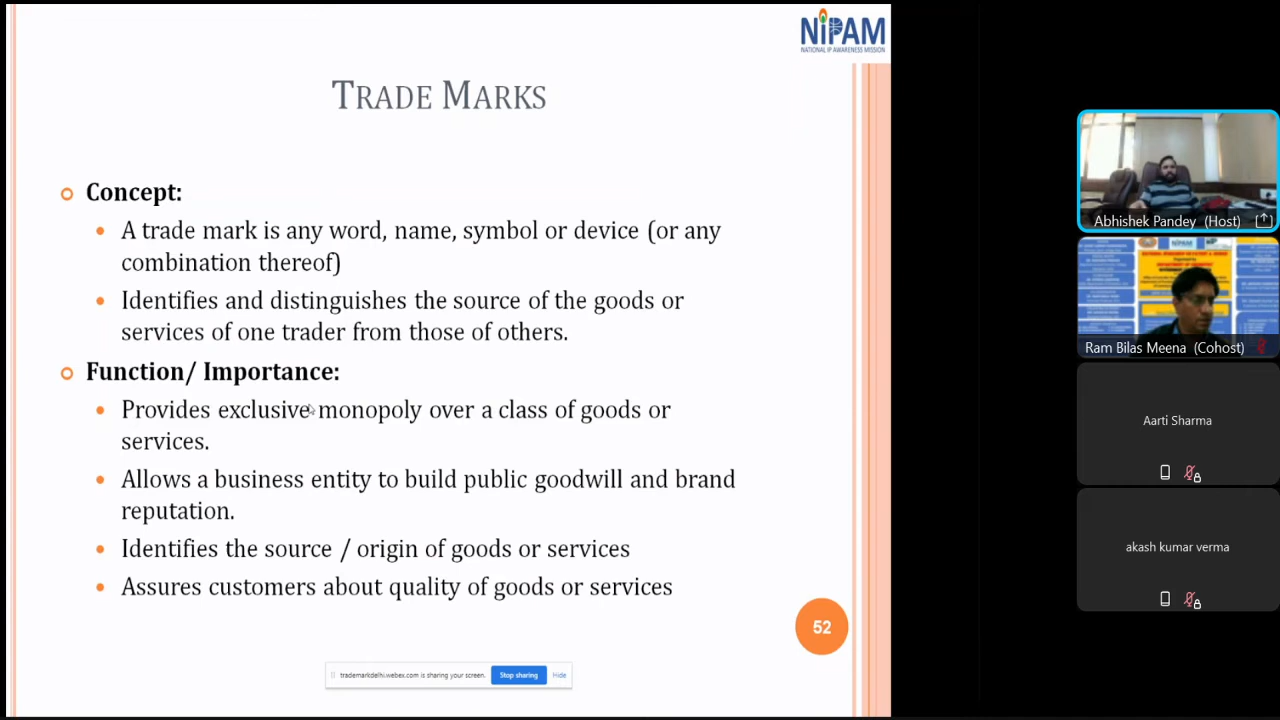 NiPAM
NATIONAL IP AWARENESS MISSION
TRADE MARKS
Concept:
A trade mark is any word, name, symbol or device (or any
combination thereof)
Identifies and distinguishes the source of the goods or
services of one trader from those of others.
Function/ Importance:
Provides exclusive monopoly over a class of goods or
services.
Allows a business entity to build public goodwill and brand
reputation.
Identifies the source / origin of goods or services
Assures customers about quality of goods or services
52
trademarkdelhi.webex.com is sharing your screen.
Stop sharing
Hide
Abhishek Pandey (Host)
Ram Bilas Meena (Cohost)
Aarti Sharma
akash kumar verma